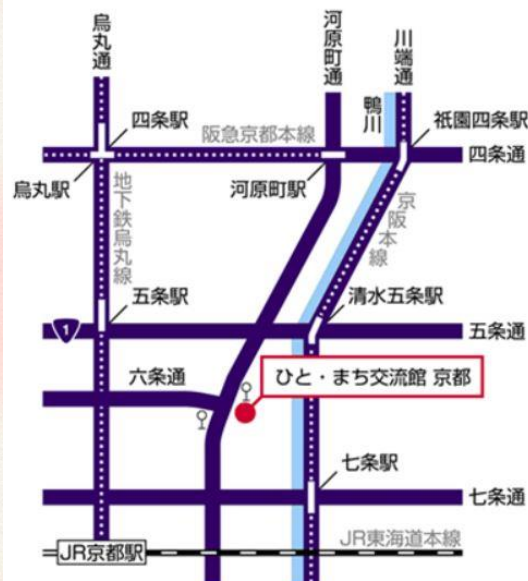 烏丸通
河原町通
川端通
鴨川
四条駅
阪急京都本線
祇園四条駅
四条通
烏丸駅
地下鉄烏丸線
河原町駅
京阪本線
五条駅
清水五条駅
1
五条通
六条通
ひと・まち交流館 京都
七条駅
七条通
JR東海道本線
JR京都駅